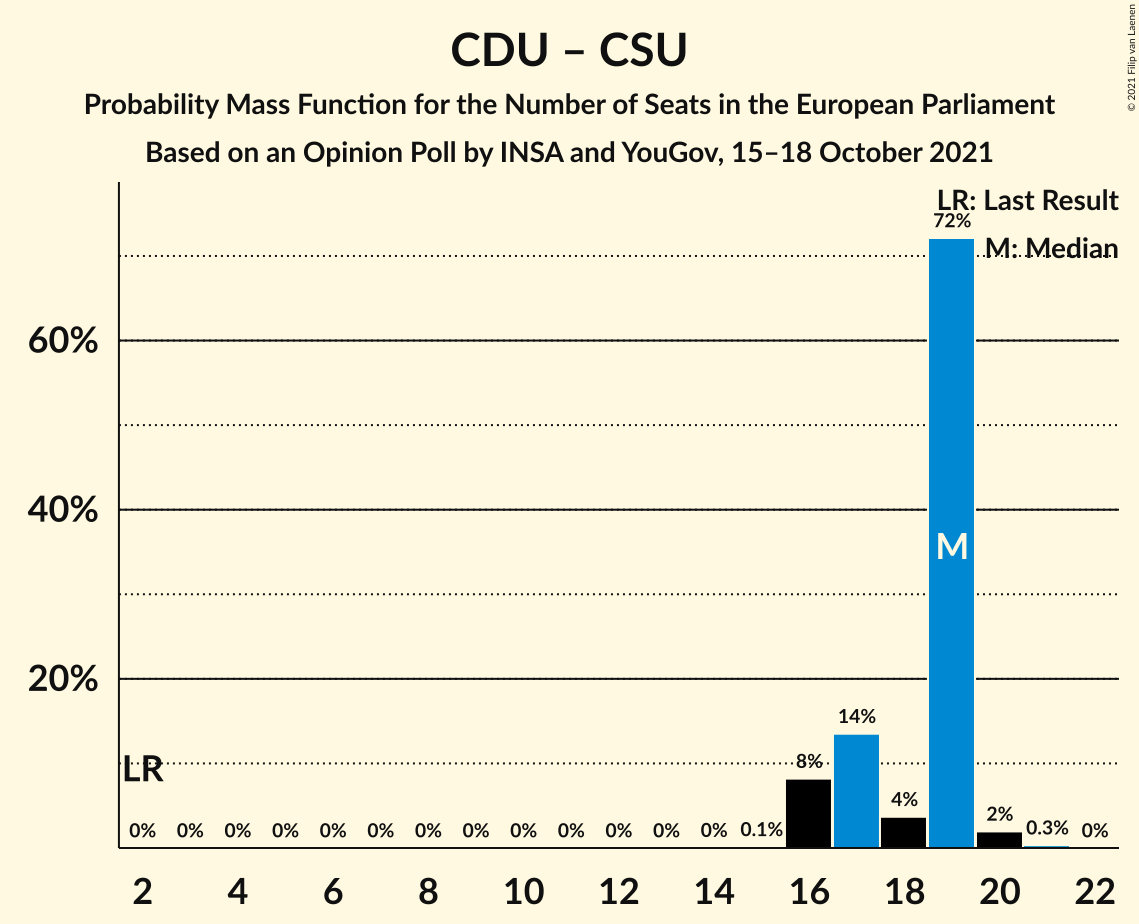 CDU – CSU
Probability Mass Function for the Number of Seats in the European Parliament
Based on an Opinion Poll by INSA and YouGov, 15–18 October 2021
© 2021 Filip van Laenen
LR: Last Result
72%
M: Median
60%
40%
M
20%
14%
LR
8%
4%
2%
0% 0% 0% 0% 0% 0% 0% 0% 0% 0% 0% 0% 0% 0.1% 0.3% 0%
2 4 6 8 10 12 14 16 18 20 22